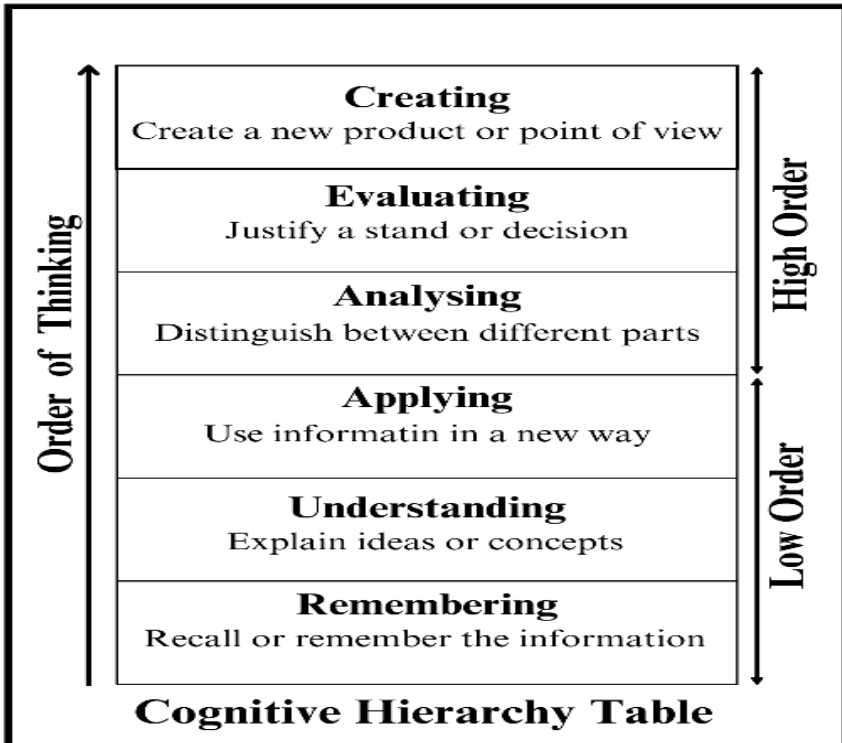 Creating
Create a new product or point of view
Evaluating
Justify a stand or decision
Analysing
Distinguish between different parts
Applying
Use informatin in a new way
Understanding
Explain ideas or concepts
Remembering
Recall or remember the information
Order of Thinking
High Order
Low Order
Cognitive Hierarchy Table